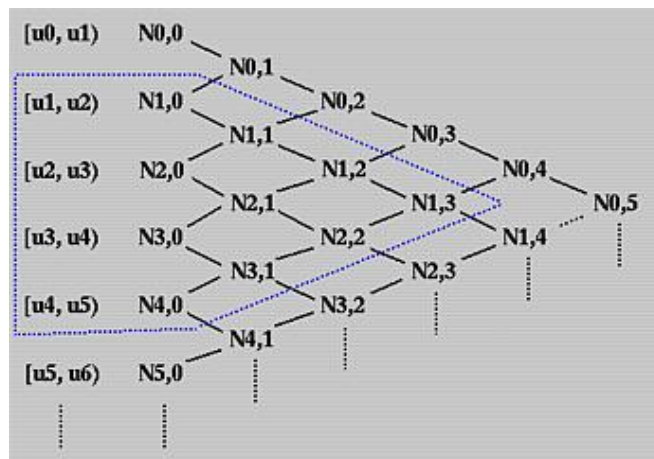 [u0, u1) N0,0
N0,1
[u1, u2) N1,0 N0,2
N1,1 N0,3
[u2, u3) N2,0 N1,2 N0,4
N2,1 N1,3 N0,5
[u3, u4) N3,0 N2,2 N1,4
N3,1 N2,3
[u4, u5) N4,0 N3,2
N4,1
[u5, u6) N5,0